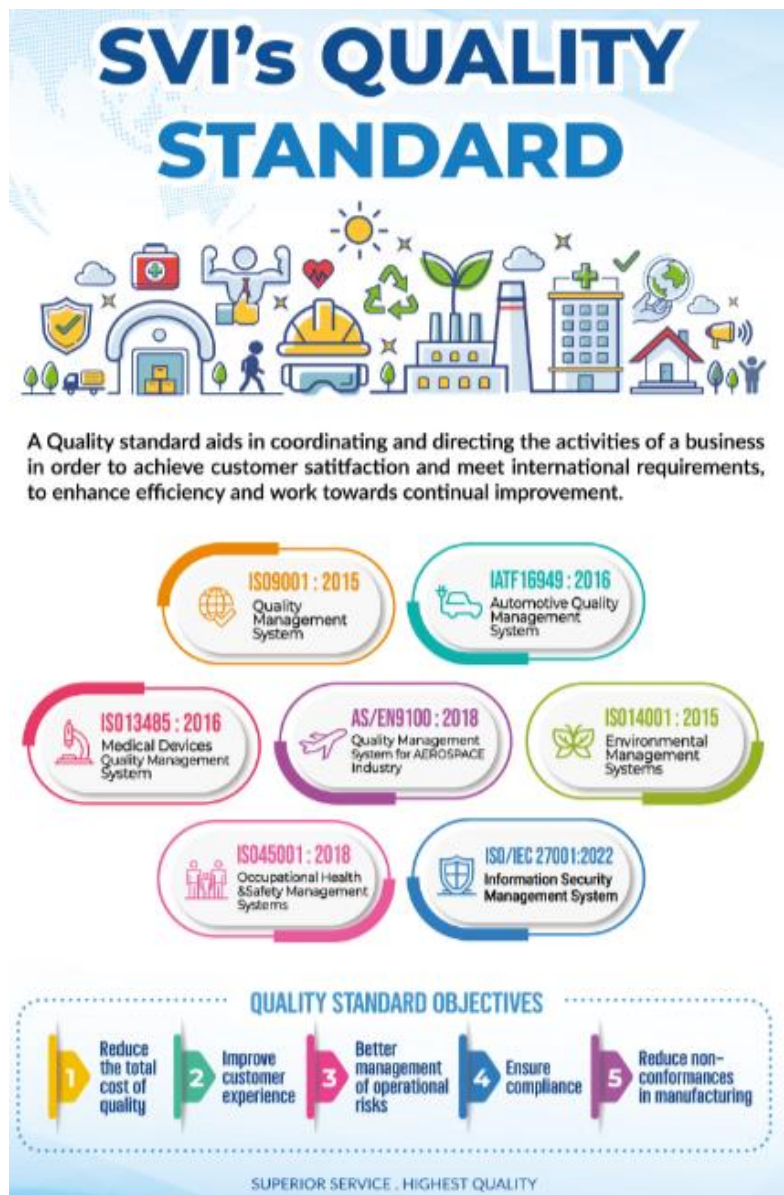 SVI's QUALITY
STANDARD
A Quality standard aids in coordinating and directing the activities of a business
in order to achieve customer satitfaction and meet international requirements,
to enhance efficiency and work towards continual improvement.
ISO9001 : 2015
Quality
Management
System
IATF16949 : 2016
Automotive Quality
Management
System
ISO13485 : 2016
Medical Devices
Quality Management
System
AS/EN9100 : 2018
Quality Management
System for AEROSPACE
Industry
ISO14001 : 2015
Environmental
Management
Systems
ISO45001 : 2018
Occupational Health
&Safety Management
Systems
ISO/IEC 27001:2022
Information Security
Management System
QUALITY STANDARD OBJECTIVES
1
Reduce
the total
cost of
quality
2
Improve
customer
experience
3
Better
management
of operational
risks
4
Ensure
compliance
5
Reduce non-
conformances
in manufacturing
SUPERIOR SERVICE . HIGHEST QUALITY